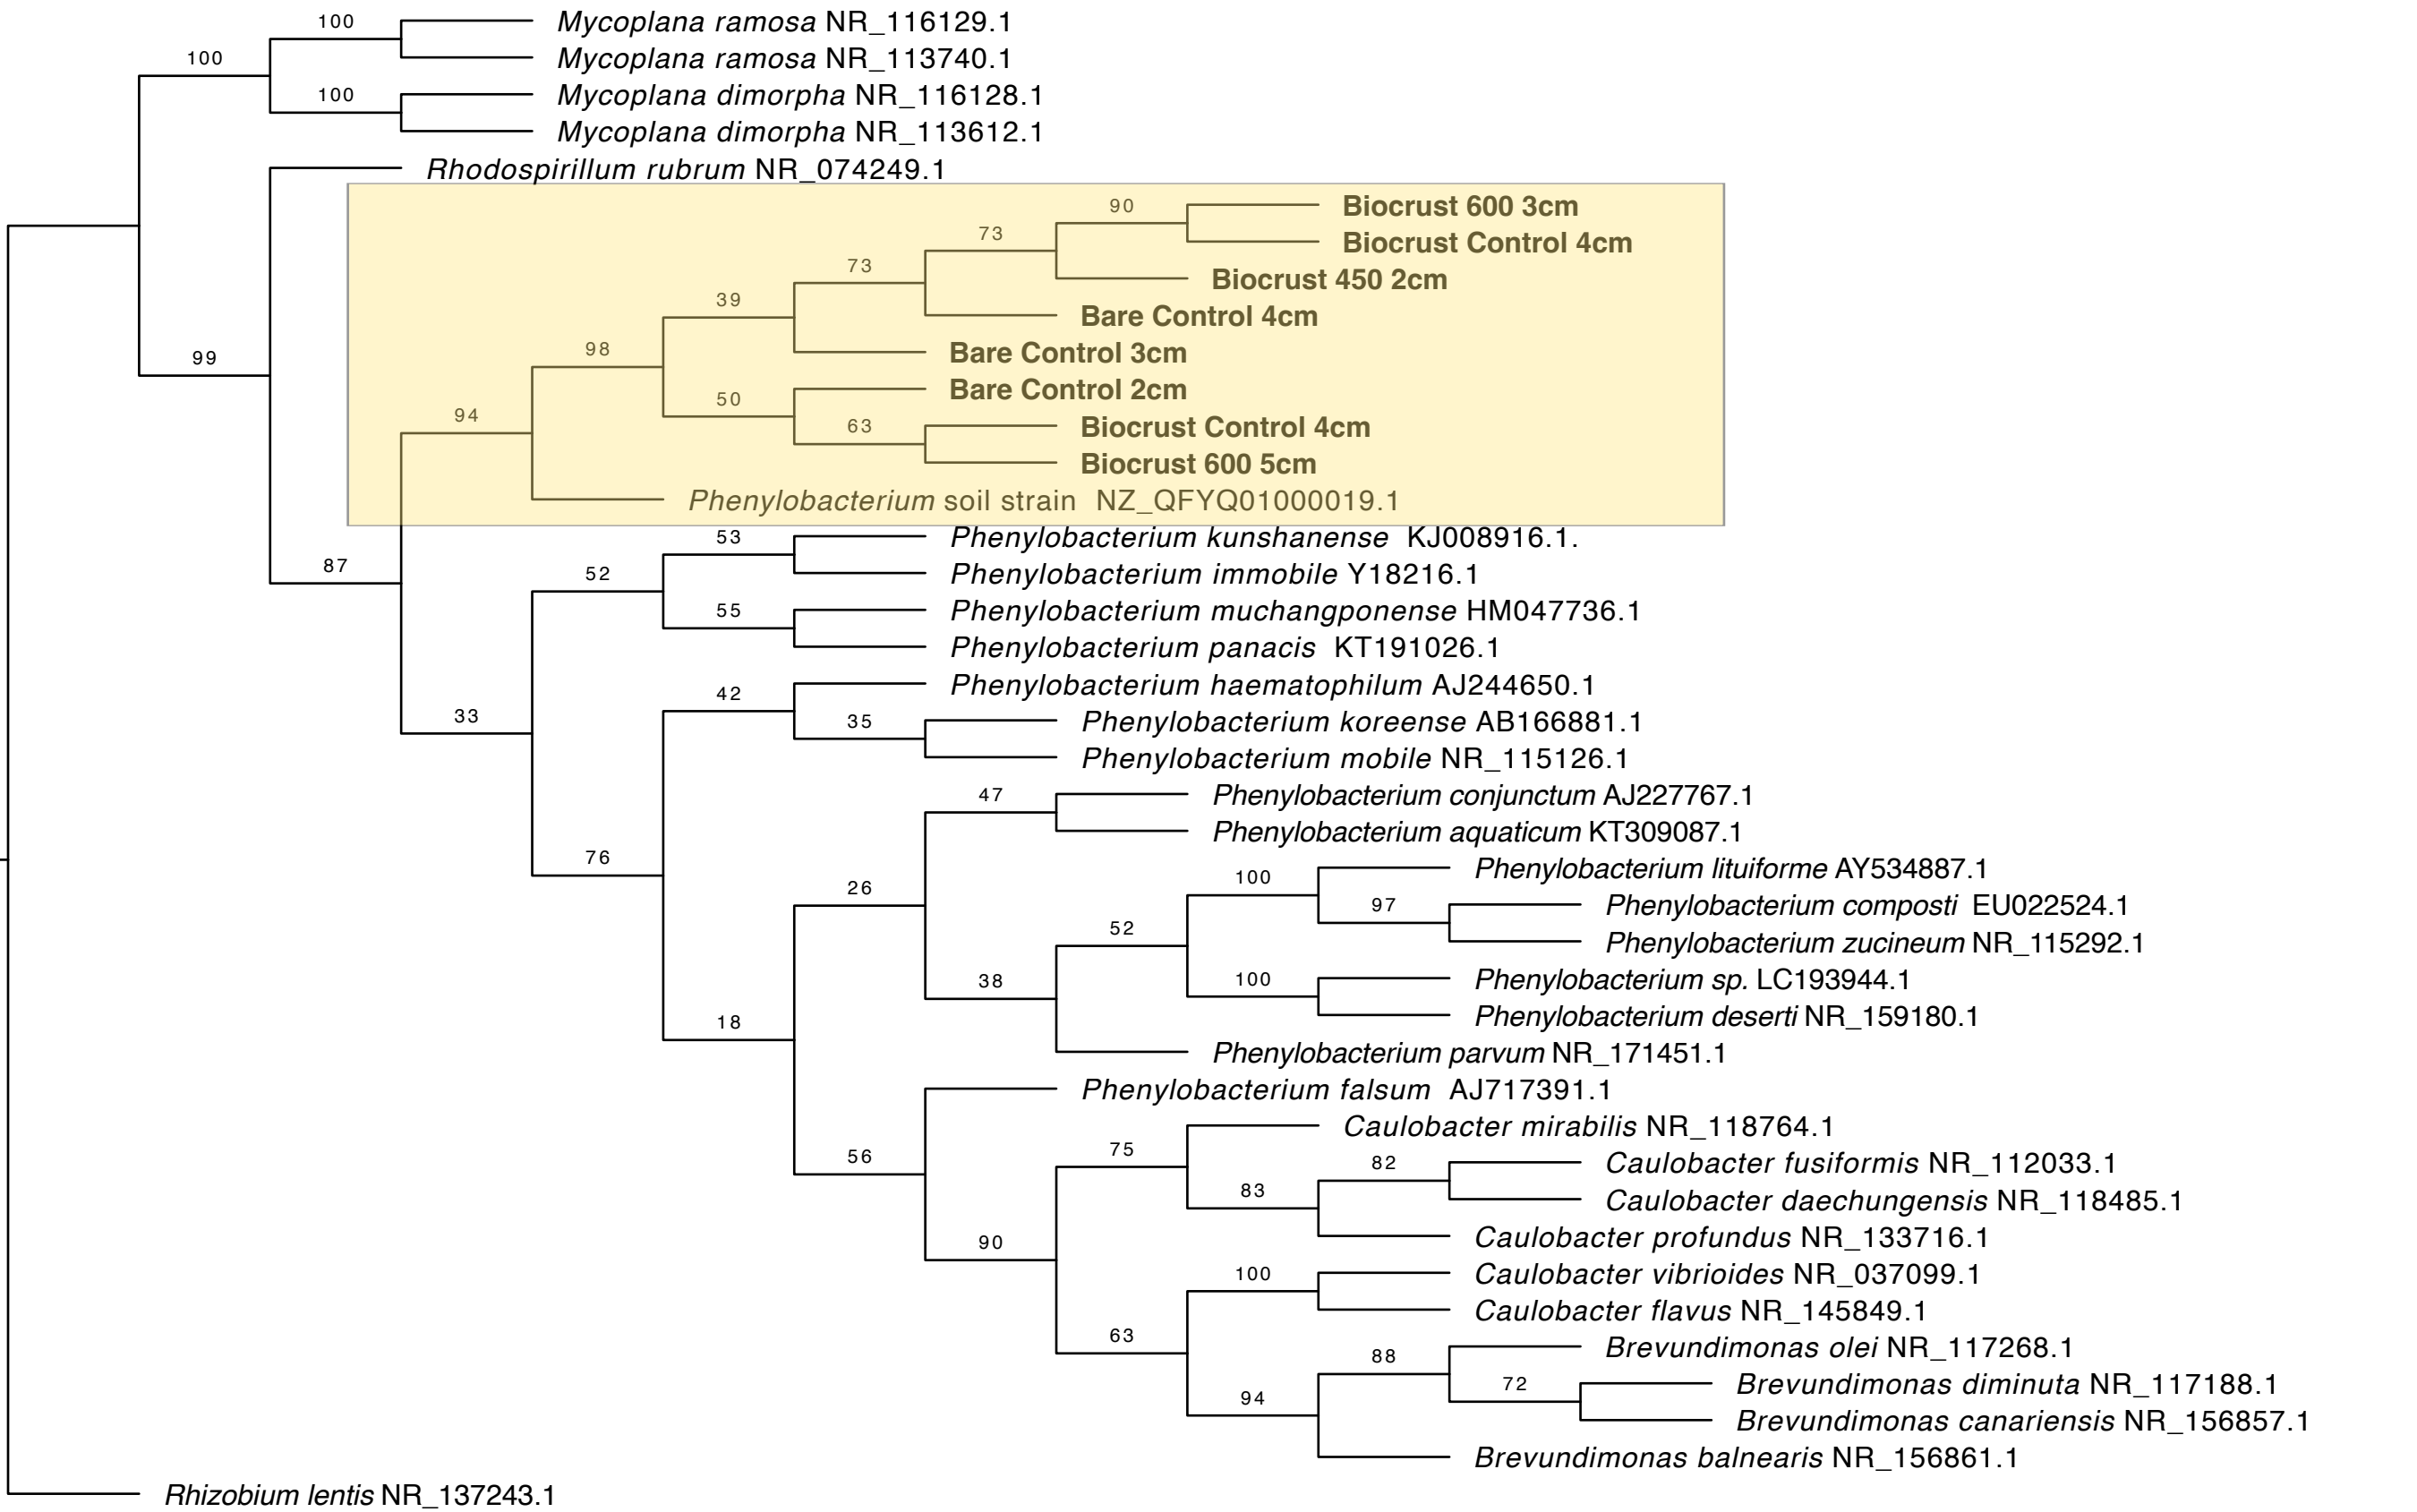 100
Mycoplana ramosa NR_116129.1
100
Mycoplana ramosa NR_113740.1
100
Mycoplana dimorpha NR_116128.1
Mycoplana dimorpha NR_113612.1
Rhodospirillum rubrum NR_074249.1
90
Biocrust 600 3cm
73
Biocrust Control 4cm
73
Biocrust 450 2cm
39
Bare Control 4cm
98
Bare Control 3cm
99
Bare Control 2cm
50
94
63
Biocrust Control 4cm
Biocrust 600 5cm
Phenylobacterium soil strain NZ_QFYQ01000019.1
53
Phenylobacterium kunshanense KJ008916.1.
87
52
Phenylobacterium immobile Y18216.1
55
Phenylobacterium muchangponense HM047736.1
Phenylobacterium panacis KT191026.1
42
Phenylobacterium haematophilum AJ244650.1
33
35
Phenylobacterium koreense AB166881.1
Phenylobacterium mobile NR_115126.1
47
Phenylobacterium conjunctum AJ227767.1
Phenylobacterium aquaticum KT309087.1
76
100
Phenylobacterium lituiforme AY534887.1
26
97
Phenylobacterium composti EU022524.1
52
Phenylobacterium zucineum NR_115292.1
38
100
Phenylobacterium sp. LC193944.1
18
Phenylobacterium deserti NR_159180.1
Phenylobacterium parvum NR_171451.1
Phenylobacterium falsum AJ717391.1
75
Caulobacter mirabilis NR_118764.1
56
82
Caulobacter fusiformis NR_112033.1
83
Caulobacter daechungensis NR_118485.1
90
Caulobacter profundus NR_133716.1
100
Caulobacter vibrioides NR_037099.1
Caulobacter flavus NR_145849.1
63
88
Brevundimonas olei NR_117268.1
94
72
Brevundimonas diminuta NR_117188.1
Brevundimonas canariensis NR_156857.1
Brevundimonas balnearis NR_156861.1
Rhizobium lentis NR_137243.1